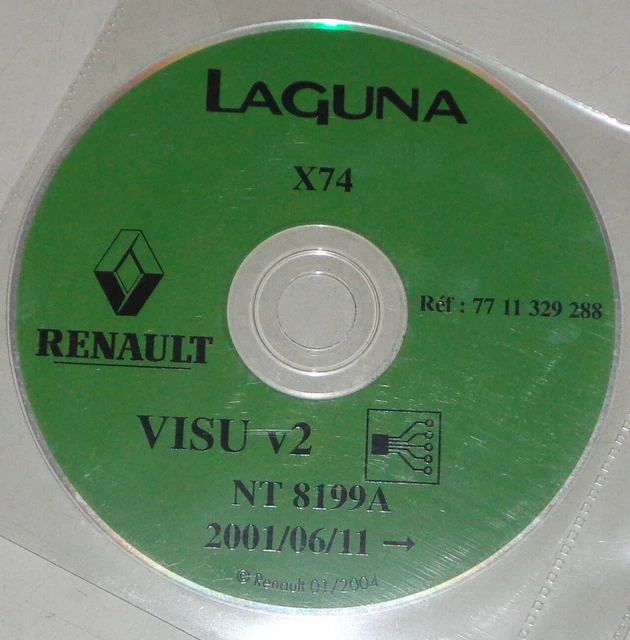 LAGUNA
X74
Réf : 77 11 329 288
RENAULT
VISU v2
NT 8199A
2001/06/11 →
© Renault 01/2004